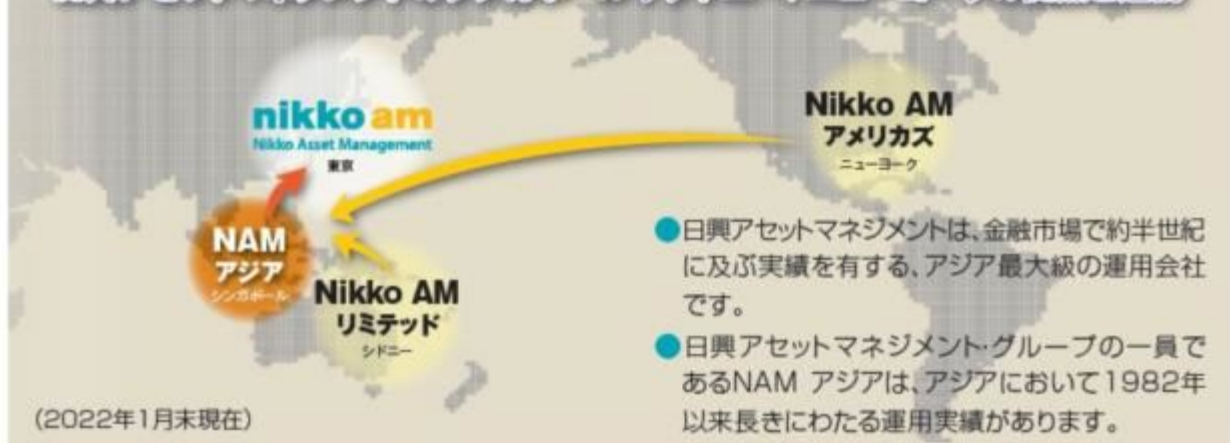 nikko am
Nikko Asset Management
東京
Nikko AM
アメリカズ
ニューヨーク
NAM
アジア
シンガポール
Nikko AM
リミテッド
シドニー
●日興アセットマネジメントは、金融市場で約半世紀
に及ぶ実績を有する、アジア最大級の運用会社
です。
●日興アセットマネジメント・グループの一員で
あるNAM アジアは、アジアにおいて1982年
以来長きにわたる運用実績があります。
(2022年1月末現在)